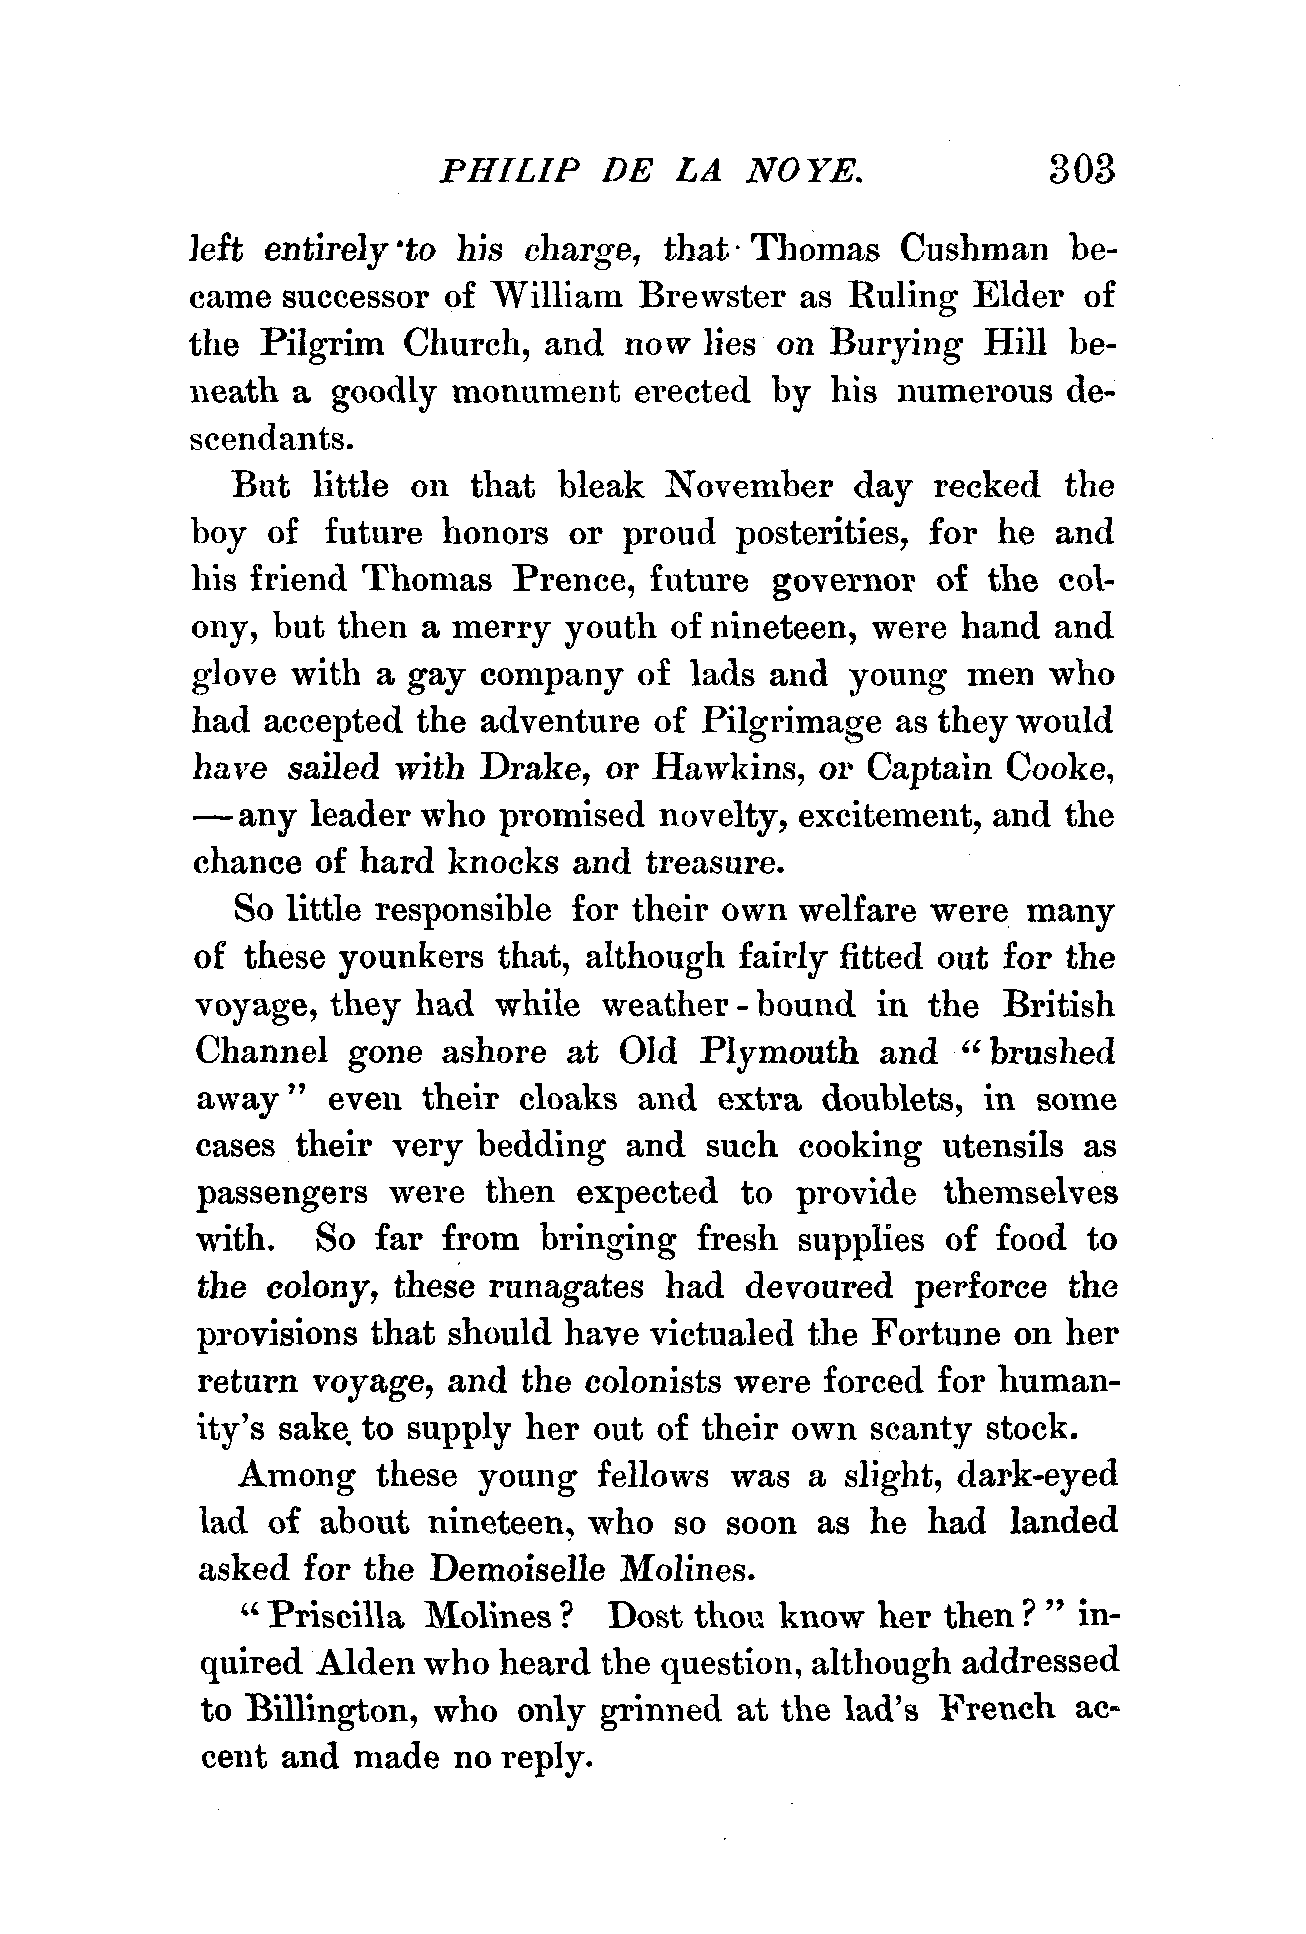 PHILIP DE LA NOYE. 303
left entirely to his charge, that Thomas Cushman be-
came successor of William Brewster as Ruling Elder of
the Pilgrim Church, and now lies on Burying Hill be-
neath a goodly monument erected by his numerous de-
scendants.
But little on that bleak November day recked the
boy of future honors or proud posterities, for he and
his friend Thomas Prence, future governor of the col-
ony, but then a merry youth of nineteen, were hand and
glove with a gay company of lads and young men who
had accepted the adventure of Pilgrimage as they would
have sailed with Drake, or Hawkins, or Captain Cooke,
—any leader who promised novelty, excitement, and the
chance of hard knocks and treasure.
So little responsible for their own welfare were many
of these younkers that, although fairly fitted out for the
voyage, they had while weather-bound in the British
Channel gone ashore at Old Plymouth and “brushed
away” even their cloaks and extra doublets, in some
cases their very bedding and such cooking utensils as
passengers were then expected to provide themselves
with. So far from bringing fresh supplies of food to
the colony, these runagates had devoured perforce the
provisions that should have victualed the Fortune on her
return voyage, and the colonists were forced for human-
ity's sake to supply her out of their own scanty stock.
Among these young fellows was a slight, dark-eyed
lad of about nineteen, who so soon as he had landed
asked for the Demoiselle Molines.
“Priscilla Molines? Dost thou know her then?” in-
quired Alden who heard the question, although addressed
to Billington, who only grinned at the lad's French ac-
cent and made no reply.